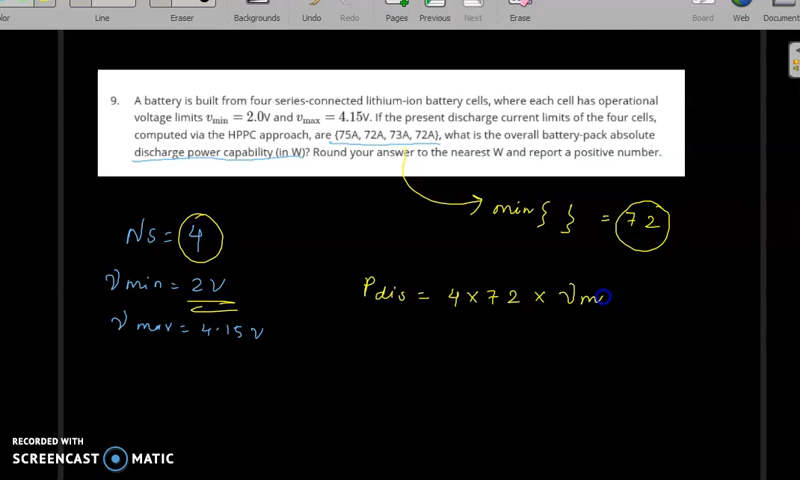 olor
Line
Eraser
Backgrounds
Undo
Redo
Pages
Previous
Next
Erase
Board
Web
Document
9. A battery is built from four series-connected lithium-ion battery cells, where each cell has operational
voltage limits vmin = 2.0V and vmax = 4.15V. If the present discharge current limits of the four cells,
computed via the HPPC approach, are {75A, 72A, 73A, 72A}, what is the overall battery-pack absolute
discharge power capability (in W)? Round your answer to the nearest W and report a positive number.
min { } = 72
NS = 4
Vmin = 2V
Vmax = 4.15V
Pdis = 4 × 72 × Vm
RECORDED WITH
SCREENCAST MATIC